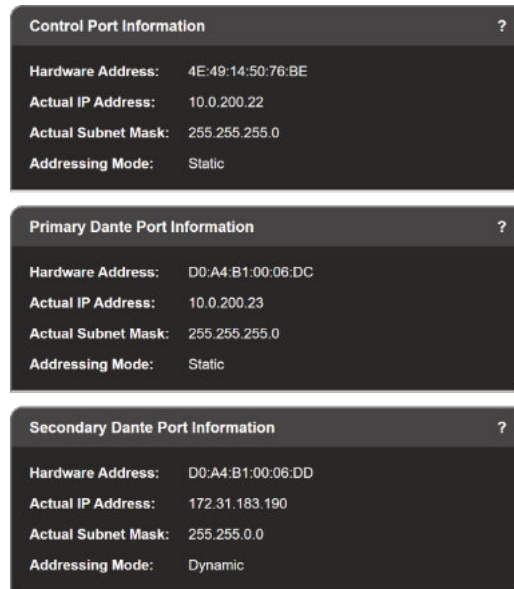 Control Port Information ?
Hardware Address: 4E:49:14:50:76:BE
Actual IP Address: 10.0.200.22
Actual Subnet Mask: 255.255.255.0
Addressing Mode: Static
Primary Dante Port Information ?
Hardware Address: D0:A4:B1:00:06:DC
Actual IP Address: 10.0.200.23
Actual Subnet Mask: 255.255.255.0
Addressing Mode: Static
Secondary Dante Port Information ?
Hardware Address: D0:A4:B1:00:06:DD
Actual IP Address: 172.31.183.190
Actual Subnet Mask: 255.255.0.0
Addressing Mode: Dynamic